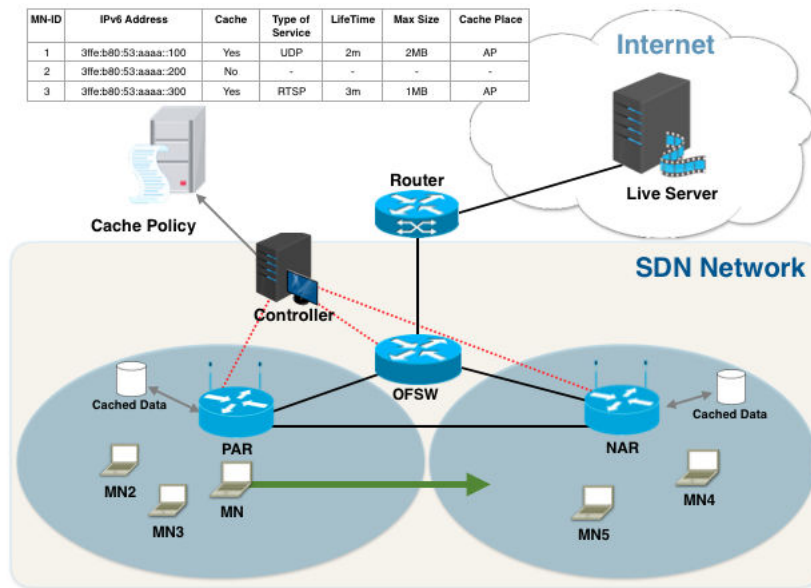 MN-ID IPv6 Address Cache Type of Service LifeTime Max Size Cache Place
1 3ffe:b80:53:aaaa::100 Yes UDP 2m 2MB AP
2 3ffe:b80:53:aaaa::200 No - - - -
3 3ffe:b80:53:aaaa::300 Yes RTSP 3m 1MB AP
Internet
Live Server
Router
Cache Policy
SDN Network
Controller
OFSW
Cached Data
Cached Data
PAR
NAR
MN2
MN3
MN
MN4
MN5